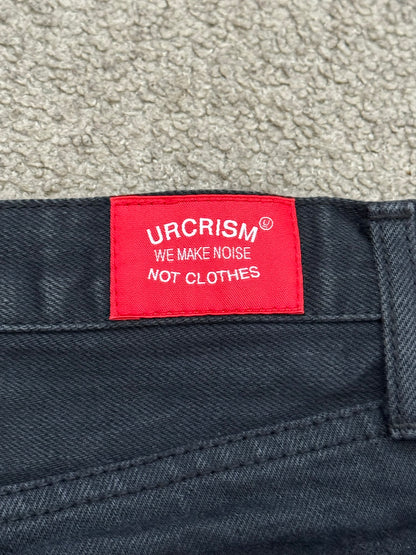 URCRISM
WE MAKE NOISE
NOT CLOTHES